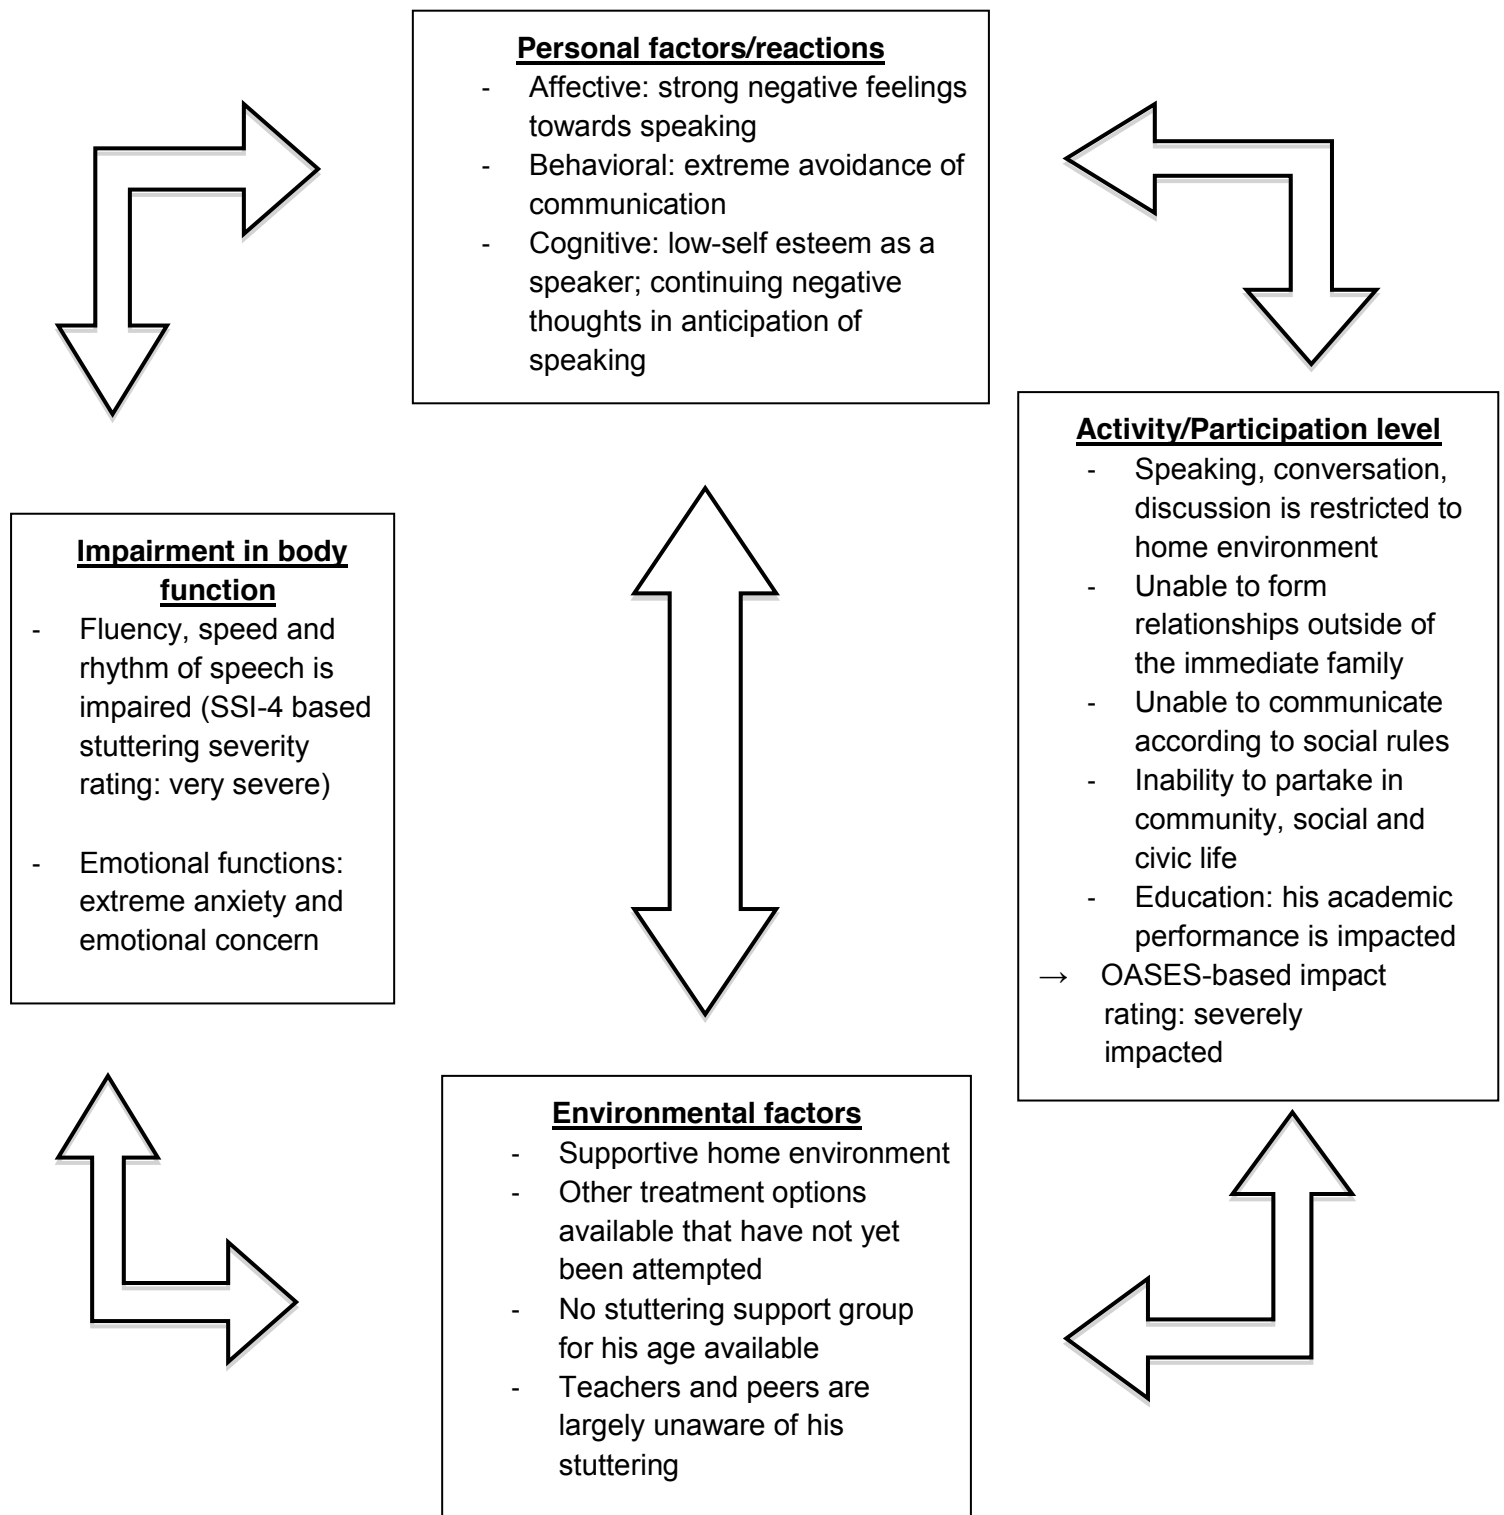 Personal factors/reactions
- Affective: strong negative feelings
towards speaking
- Behavioral: extreme avoidance of
communication
- Cognitive: low-self esteem as a
speaker; continuing negative
thoughts in anticipation of
speaking
Impairment in body
function
- Fluency, speed and
rhythm of speech is
impaired (SSI-4 based
stuttering severity
rating: very severe)
- Emotional functions:
extreme anxiety and
emotional concern
Activity/Participation level
- Speaking, conversation,
discussion is restricted to
home environment
- Unable to form
relationships outside of
the immediate family
- Unable to communicate
according to social rules
- Inability to partake in
community, social and
civic life
- Education: his academic
performance is impacted
→ OASES-based impact
rating: severely
impacted
Environmental factors
- Supportive home environment
- Other treatment options
available that have not yet
been attempted
- No stuttering support group
for his age available
- Teachers and peers are
largely unaware of his
stuttering